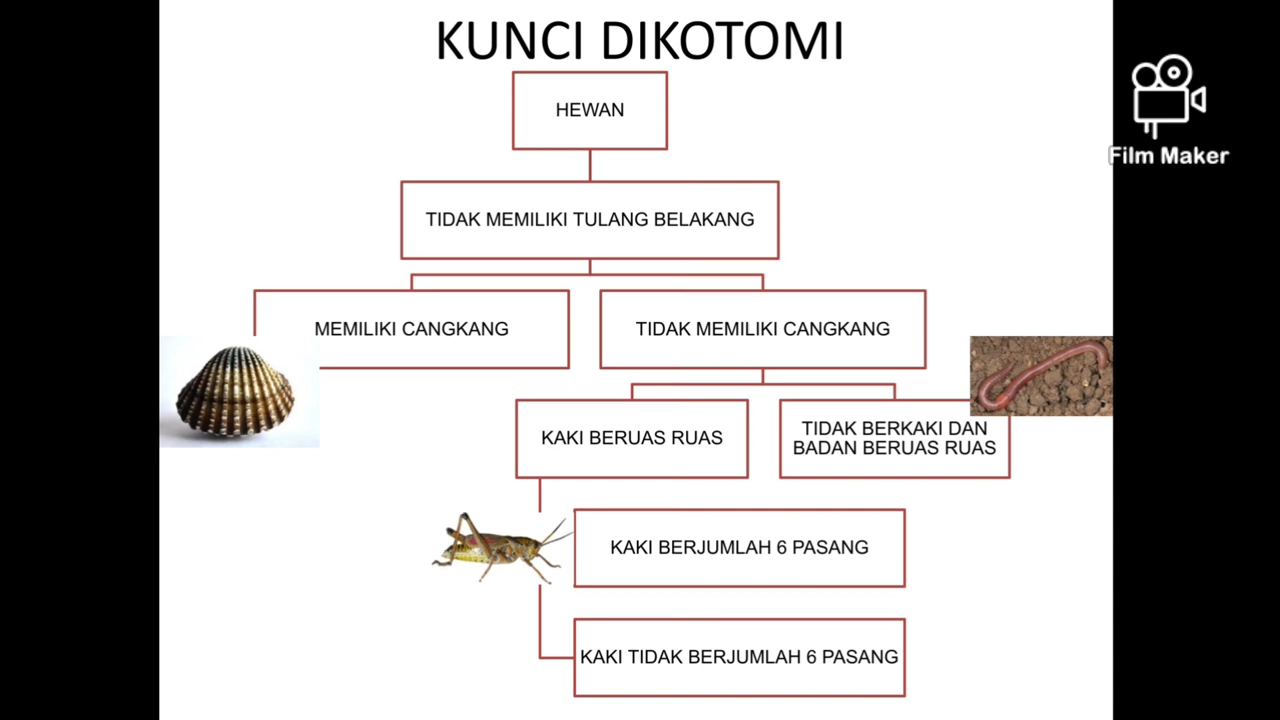 KUNCI DIKOTOMI
HEWAN
Film Maker
TIDAK MEMILIKI TULANG BELAKANG
MEMILIKI CANGKANG
TIDAK MEMILIKI CANGKANG
KAKI BERUAS RUAS
TIDAK BERKAKI DAN
BADAN BERUAS RUAS
KAKI BERJUMLAH 6 PASANG
KAKI TIDAK BERJUMLAH 6 PASANG